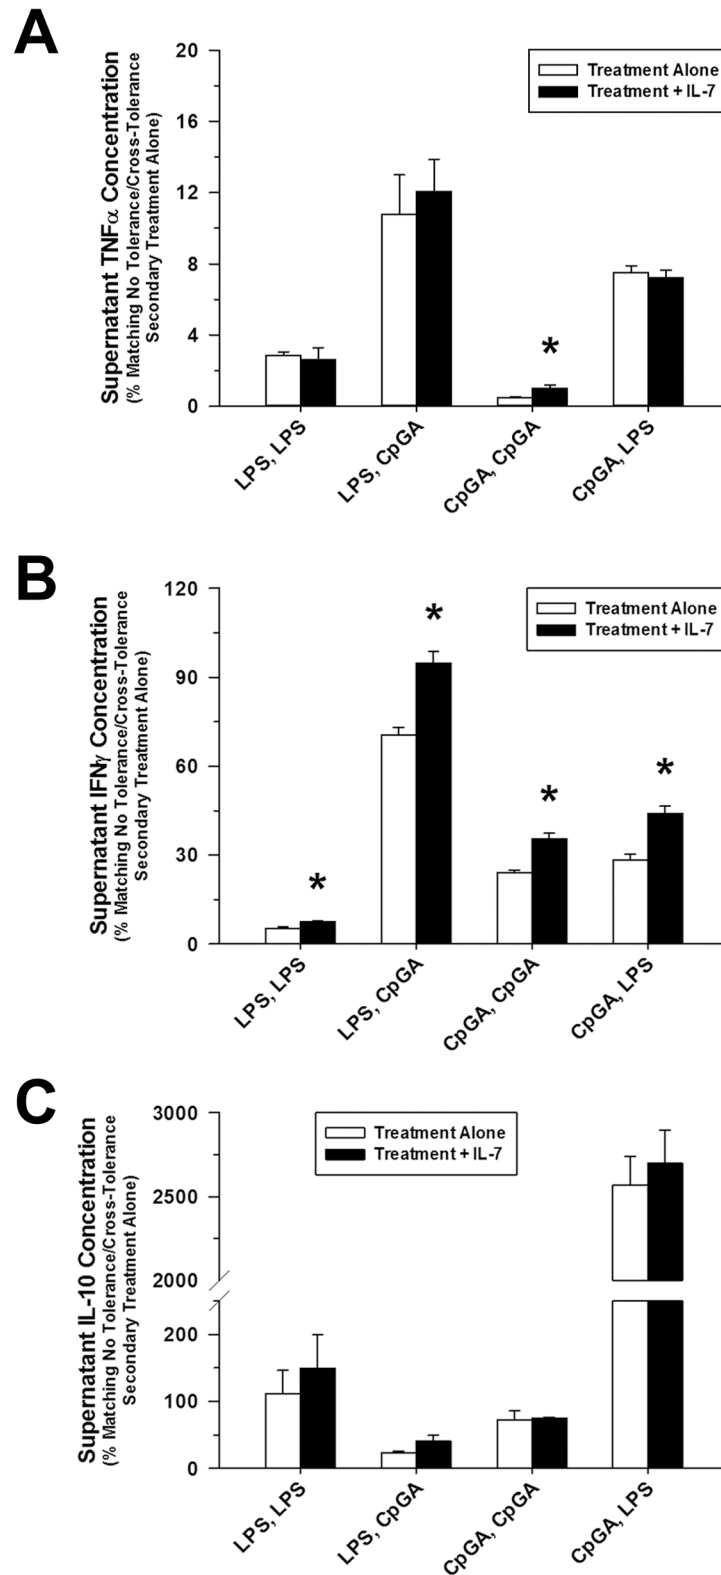 A
Supernatant TNFα Concentration
(% Matching No Tolerance/Cross-Tolerance
Secondary Treatment Alone)
20
16
12
8
4
0
Treatment Alone
Treatment + IL-7
*
LPS, LPS
LPS, CpGA
CpGA, CpGA
CpGA, LPS
B
Supernatant IFNγ Concentration
(% Matching No Tolerance/Cross-Tolerance
Secondary Treatment Alone)
120
90
60
30
0
Treatment Alone
Treatment + IL-7
*
*
*
*
LPS, LPS
LPS, CpGA
CpGA, CpGA
CpGA, LPS
C
Supernatant IL-10 Concentration
(% Matching No Tolerance/Cross-Tolerance
Secondary Treatment Alone)
3000
2500
2000
200
100
0
Treatment Alone
Treatment + IL-7
LPS, LPS
LPS, CpGA
CpGA, CpGA
CpGA, LPS